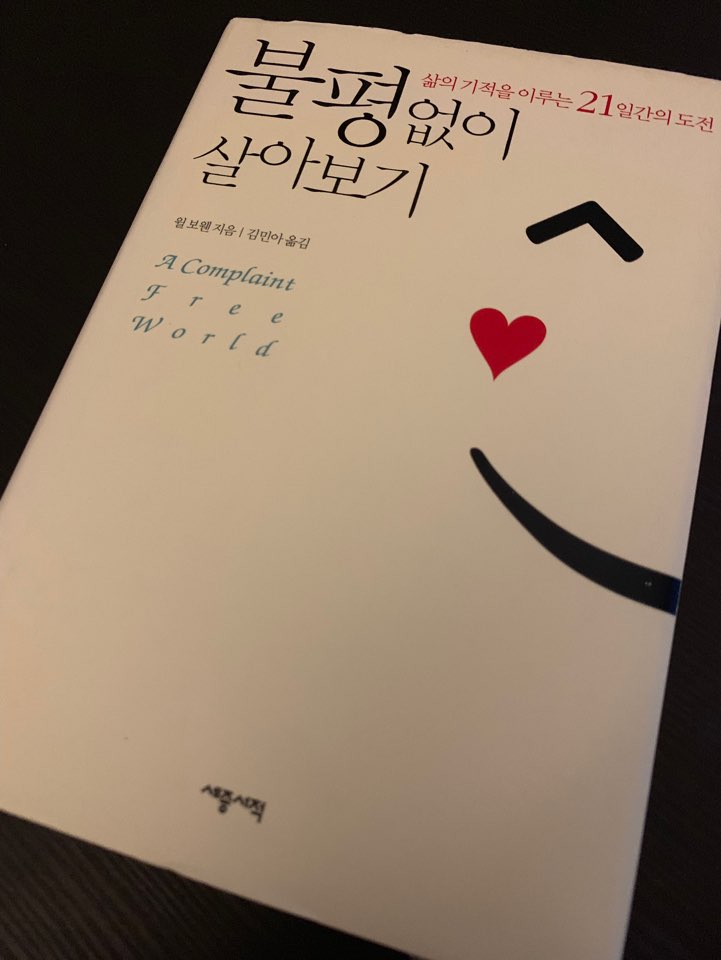 삶의 기적을 이루는 21일간의 도전
불평없이
살아보기
윌 보웬 지음 | 김민아 옮김
A Complaint
Free
World
세종서적